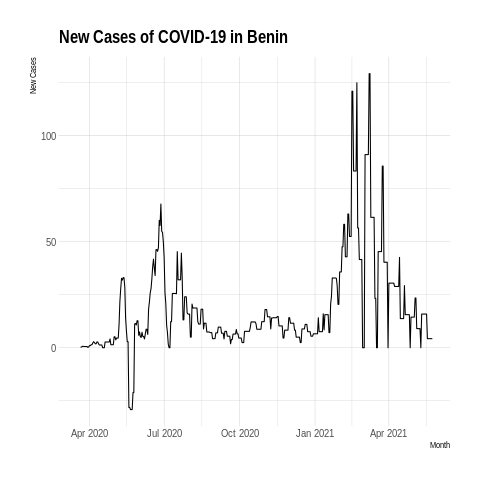 New Cases of COVID-19 in Benin
New Cases
100
50
0
Apr 2020 Jul 2020 Oct 2020 Jan 2021 Apr 2021
Month